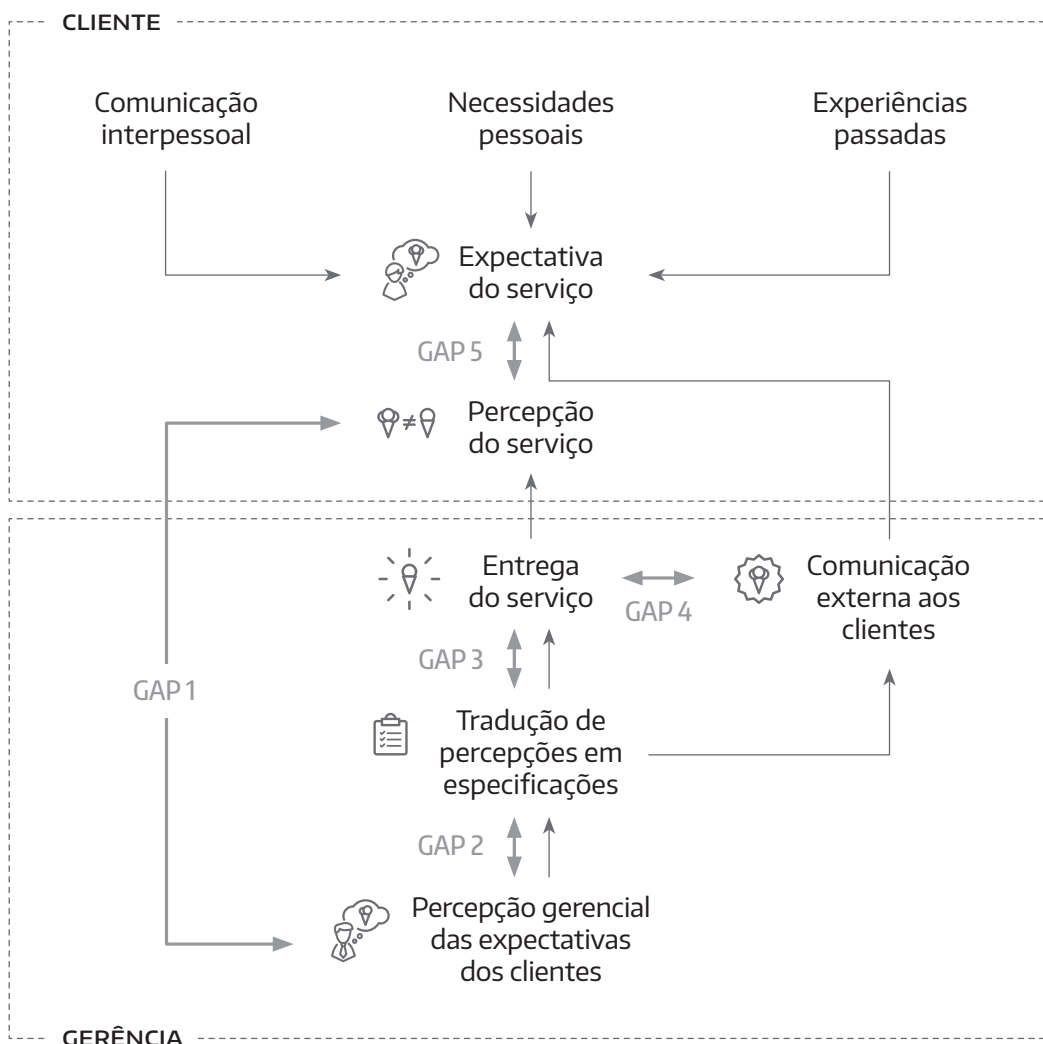 CLIENTE
Comunicação
interpessoal
Necessidades
pessoais
Experiências
passadas
Expectativa
do serviço
GAP 5
Percepção
do serviço
Entrega
do serviço
GAP 4
Comunicação
externa aos
clientes
GAP 3
GAP 1
Tradução de
percepções em
especificações
GAP 2
Percepção gerencial
das expectativas
dos clientes
GERÊNCIA